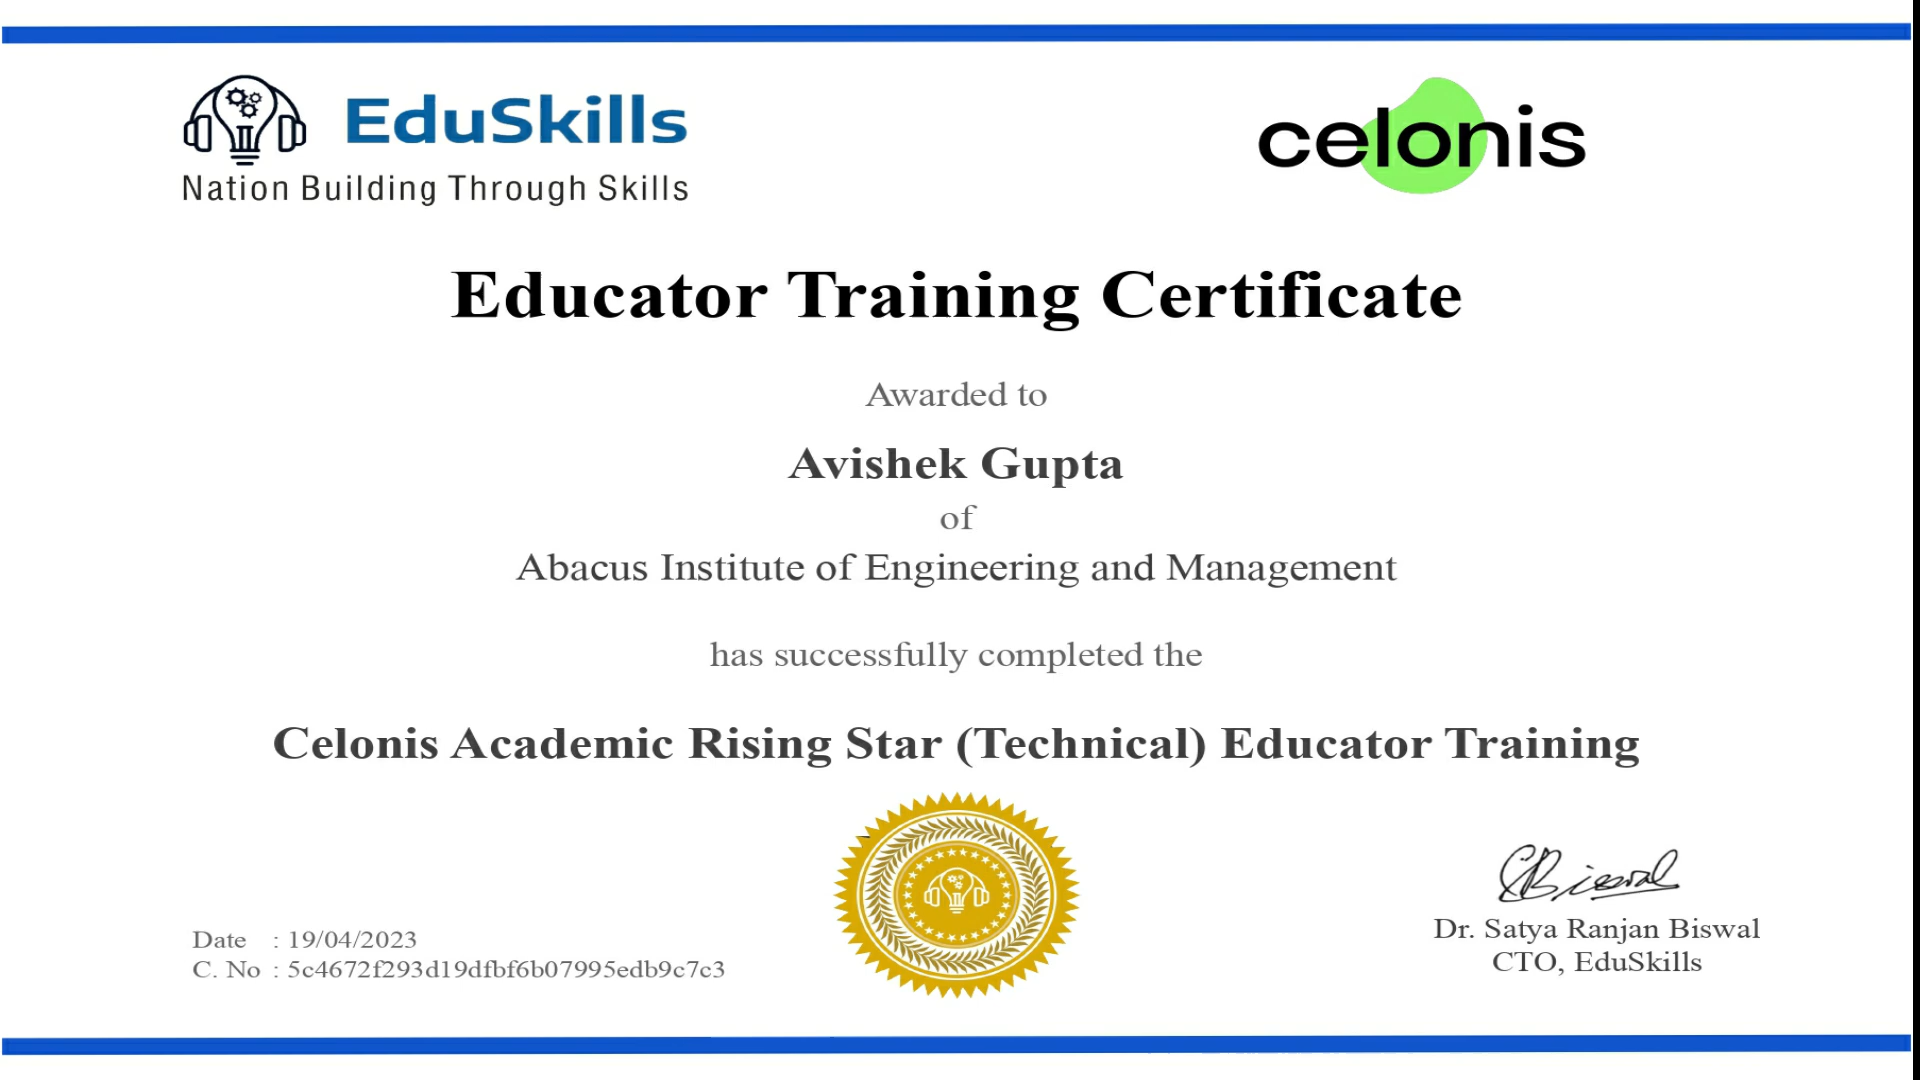 EduSkills
Nation Building Through Skills
celonis
Educator Training Certificate
Awarded to
Avishek Gupta
of
Abacus Institute of Engineering and Management
has successfully completed the
Celonis Academic Rising Star (Technical) Educator Training
Biswal
Dr. Satya Ranjan Biswal
CTO, EduSkills
Date : 19/04/2023
C. No : 5c4672f293d19dfbf6b07995edb9c7c3